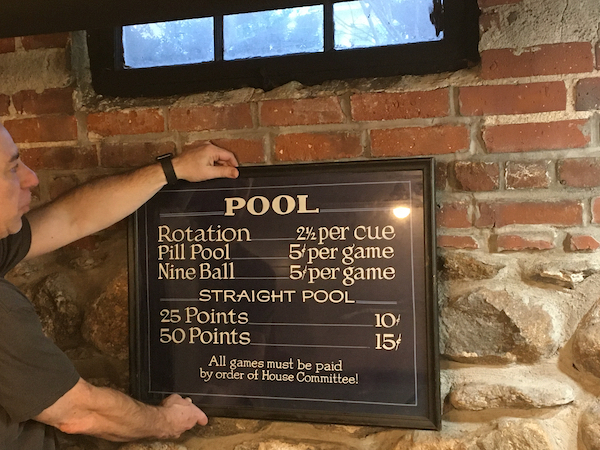 POOL
Rotation 2½ per cue
Pill Pool 5¢ per game
Nine Ball 5¢ per game
STRAIGHT POOL
25 Points 10¢
50 Points 15¢
All games must be paid
by order of House Committee!